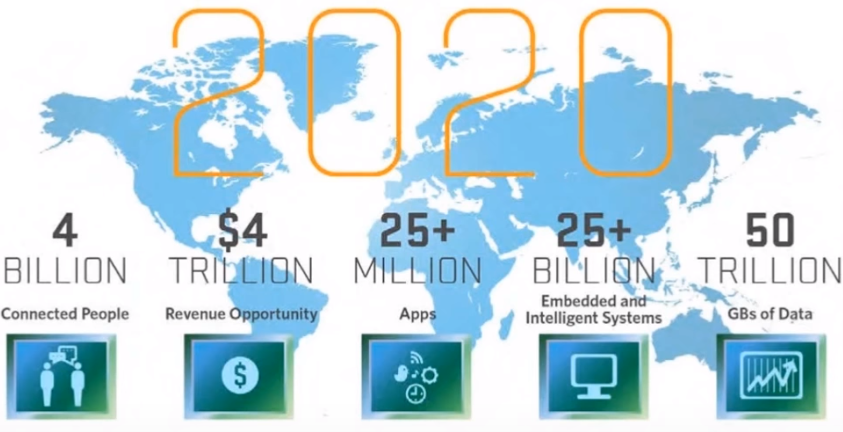 2020
4
BILLION
Connected People
$4
TRILLION
Revenue Opportunity
25+
MILLION
Apps
25+
BILLION
Embedded and
Intelligent Systems
50
TRILLION
GBs of Data
$